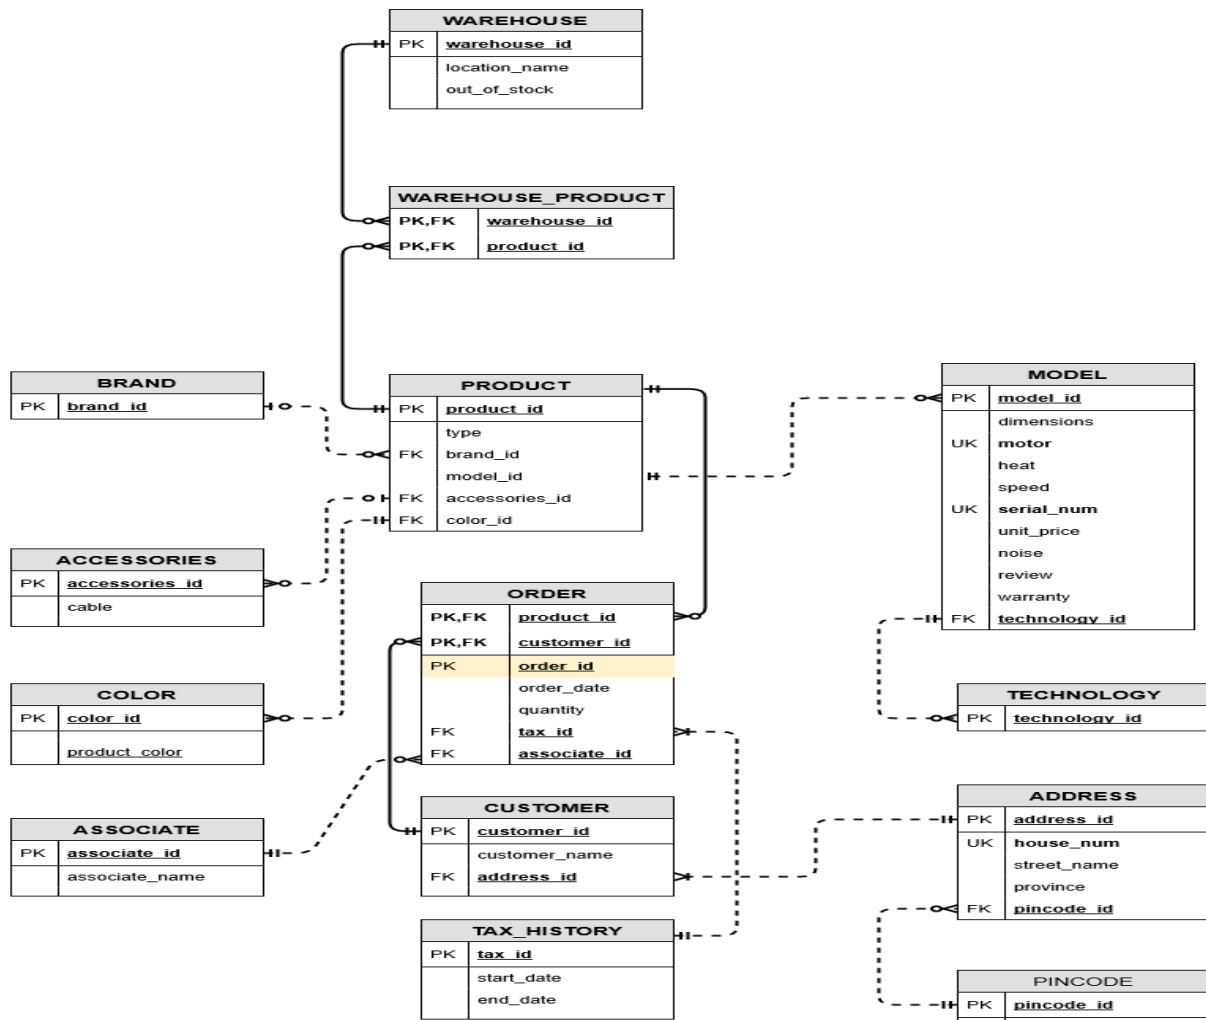 WAREHOUSE
PK warehouse_id
location_name
out_of_stock
WAREHOUSE_PRODUCT
PK,FK warehouse_id
PK,FK product_id
BRAND
PK brand_id
PRODUCT
PK product_id
type
FK brand_id
model_id
FK accessories_id
FK color_id
MODEL
PK model_id
dimensions
UK motor
heat
speed
UK serial_num
unit_price
noise
review
warranty
FK technology_id
ACCESSORIES
PK accessories_id
cable
ORDER
PK,FK product_id
PK,FK customer_id
PK order_id
order_date
quantity
FK tax_id
FK associate_id
COLOR
PK color_id
product_color
TECHNOLOGY
PK technology_id
ASSOCIATE
PK associate_id
associate_name
CUSTOMER
PK customer_id
customer_name
FK address_id
ADDRESS
PK address_id
UK house_num
street_name
province
FK pincode_id
TAX_HISTORY
PK tax_id
start_date
end_date
PINCODE
PK pincode_id